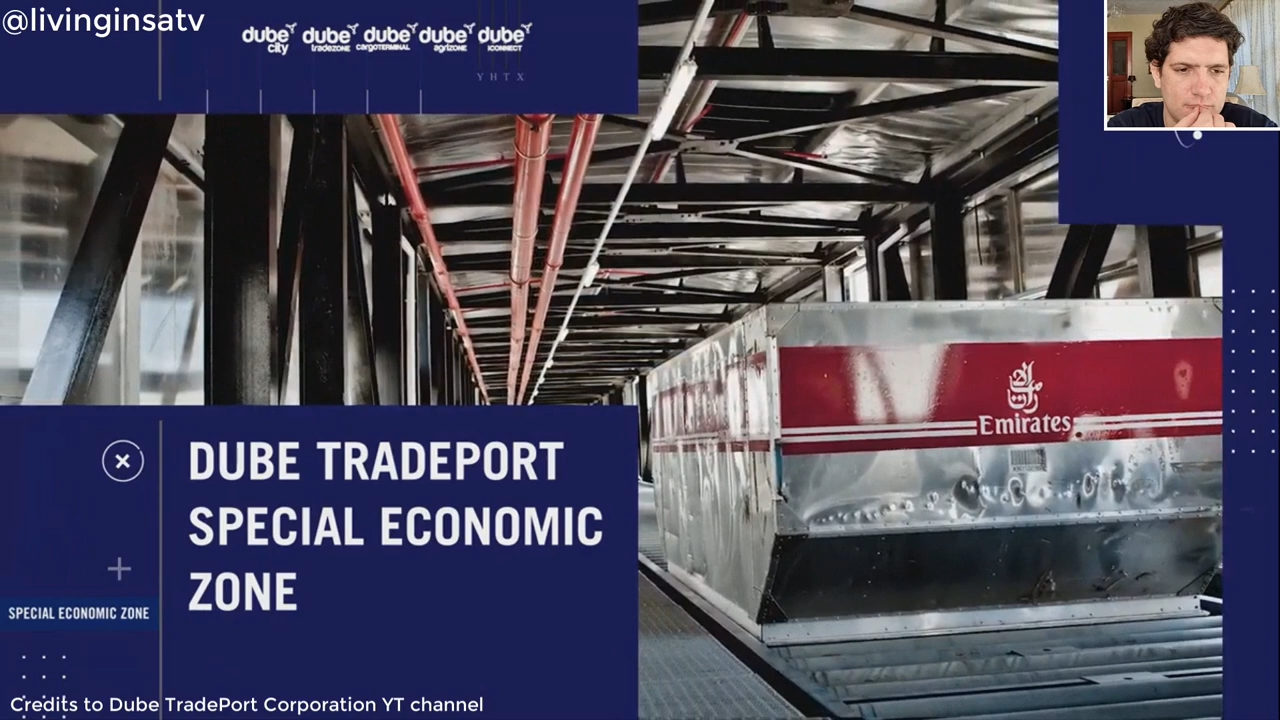 @livinginsatv
dube city
dube tradezone
dube cargoterminal
dube agrizone
dube iconnect
Y H T X
Emirates
DUBE TRADEPORT
SPECIAL ECONOMIC
ZONE
SPECIAL ECONOMIC ZONE
Credits to Dube TradePort Corporation YT channel